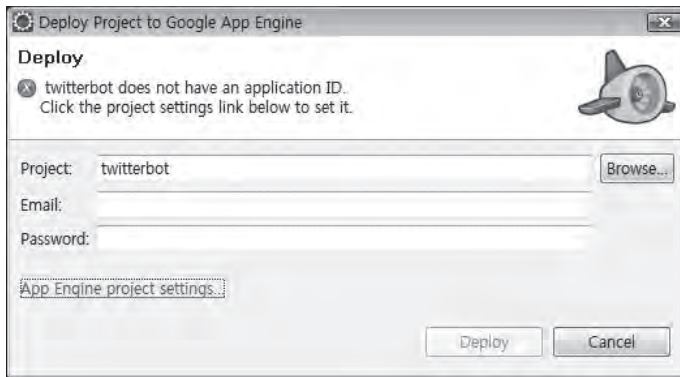 Deploy Project to Google App Engine
Deploy
twitterbot does not have an application ID.
Click the project settings link below to set it.
Project: twitterbot Browse...
Email:
Password:
App Engine project settings...
Deploy Cancel